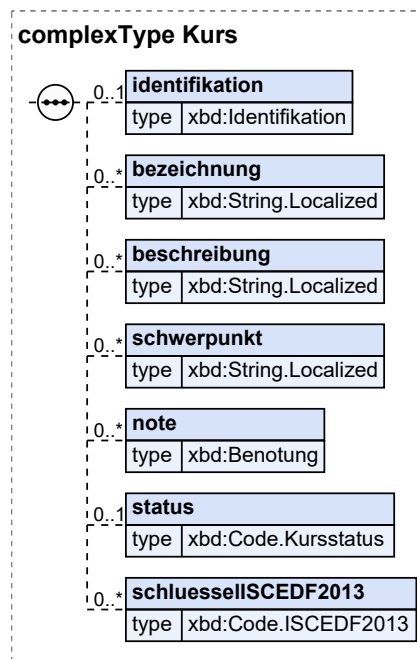 complexType Kurs
0..1 identifikation
type xbd:Identifikation
0..* bezeichnung
type xbd:String.Localized
0..* beschreibung
type xbd:String.Localized
0..* schwerpunkt
type xbd:String.Localized
0..* note
type xbd:Benotung
0..1 status
type xbd:Code.Kursstatus
0..* schluesselISCEDF2013
type xbd:Code.ISCEDF2013